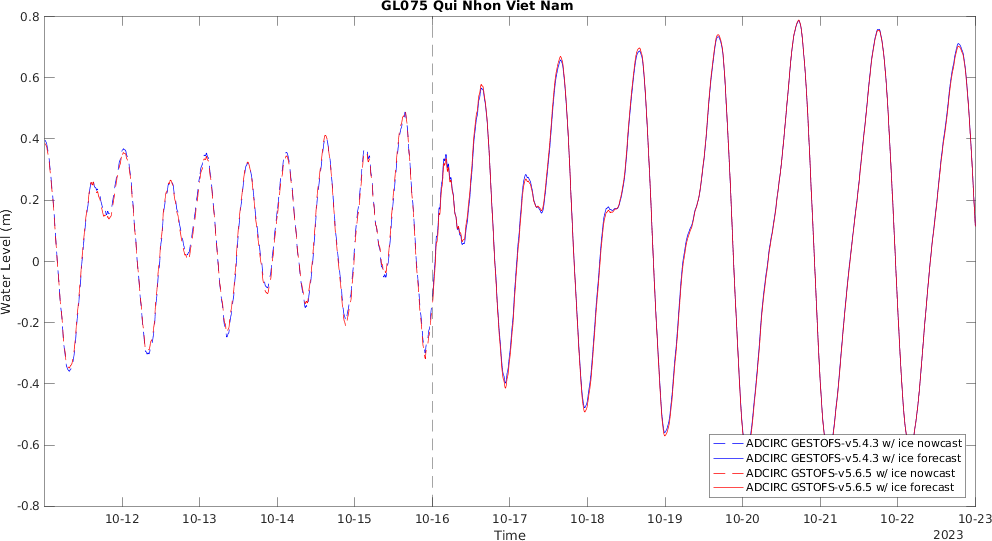 GL075 Qui Nhon Viet Nam
0.8
0.6
0.4
0.2
0
-0.2
-0.4
-0.6
-0.8
Water Level (m)
ADCIRC GESTOFS-v5.4.3 w/ ice nowcast
ADCIRC GESTOFS-v5.4.3 w/ ice forecast
ADCIRC GSTOFS-v5.6.5 w/ ice nowcast
ADCIRC GSTOFS-v5.6.5 w/ ice forecast
10-12 10-13 10-14 10-15 10-16 10-17 10-18 10-19 10-20 10-21 10-22 10-23
Time
2023